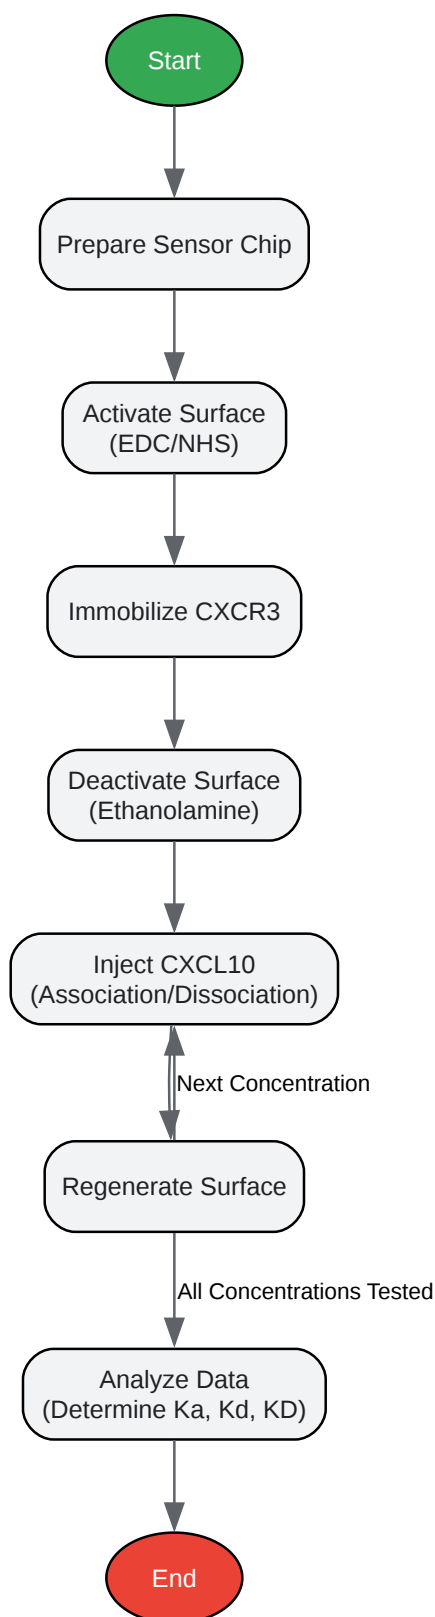 Start
Prepare Sensor Chip
Activate Surface
(EDC/NHS)
Immobilize CXCR3
Deactivate Surface
(Ethanolamine)
Inject CXCL10
(Association/Dissociation)
Next Concentration
Regenerate Surface
All Concentrations Tested
Analyze Data
(Determine Ka, Kd, KD)
End